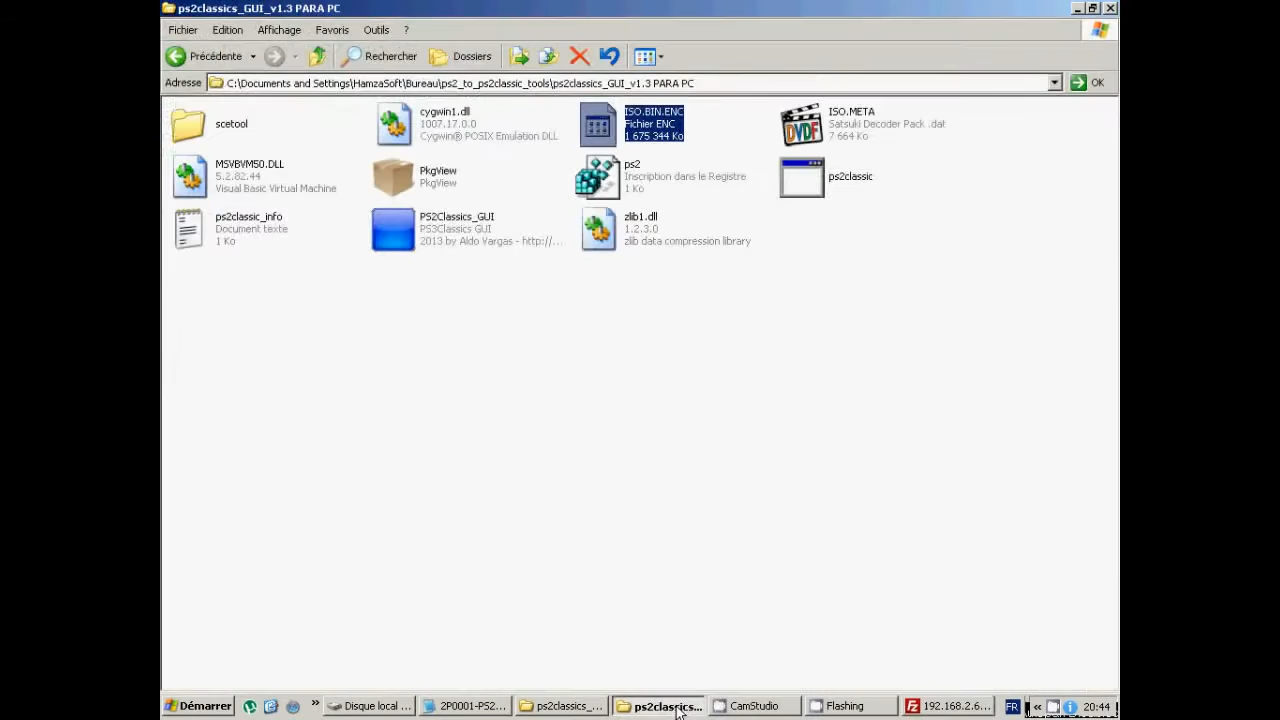 ps2classics_GUI_v1.3 PARA PC
Fichier Edition Affichage Favoris Outils ?
Précédente Rechercher Dossiers
Adresse C:\Documents and Settings\HamzaSoft\Bureau\ps2_to_ps2classic_tools\ps2classics_GUI_v1.3 PARA PC OK
scetool
cygwin1.dll
1007.17.0.0
Cygwin® POSIX Emulation DLL
ISO.BIN.ENC
Fichier ENC
1 675 344 Ko
ISO.META
Satsuki Decoder Pack .dat
7 664 Ko
MSVBVM50.DLL
5.2.82.44
Visual Basic Virtual Machine
PkgView
PkgView
ps2
Inscription dans le Registre
1 Ko
ps2classic
ps2classic_info
Document texte
1 Ko
PS2Classics_GUI
PS3Classics GUI
2013 by Aldo Vargas - http://...
zlib1.dll
1.2.3.0
zlib data compression library
Démarrer » Disque local ... 2P0001-PS2... ps2classics_... ps2classics... CamStudio Flashing 192.168.2.6... FR « 20:44